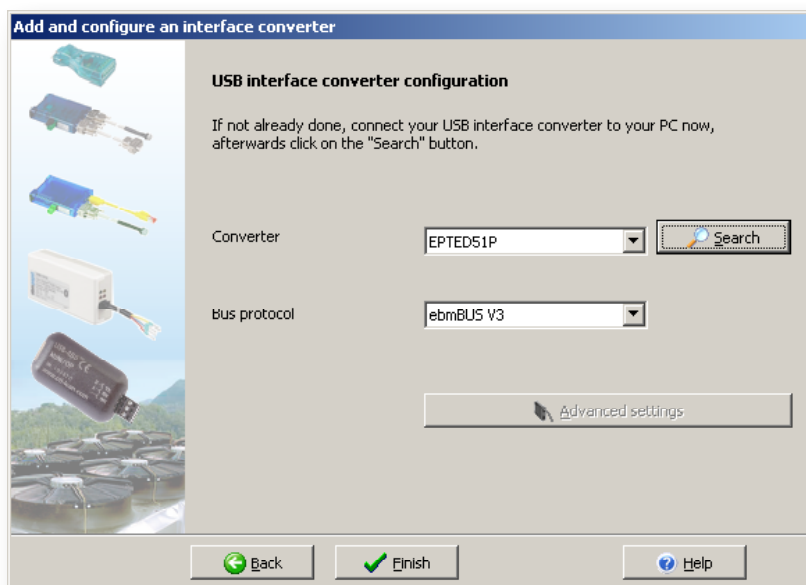 Add and configure an interface converter
USB interface converter configuration
If not already done, connect your USB interface converter to your PC now,
afterwards click on the "Search" button.
Converter
EPTED51P
Search
Bus protocol
ebmBUS V3
Advanced settings
Back
Finish
Help